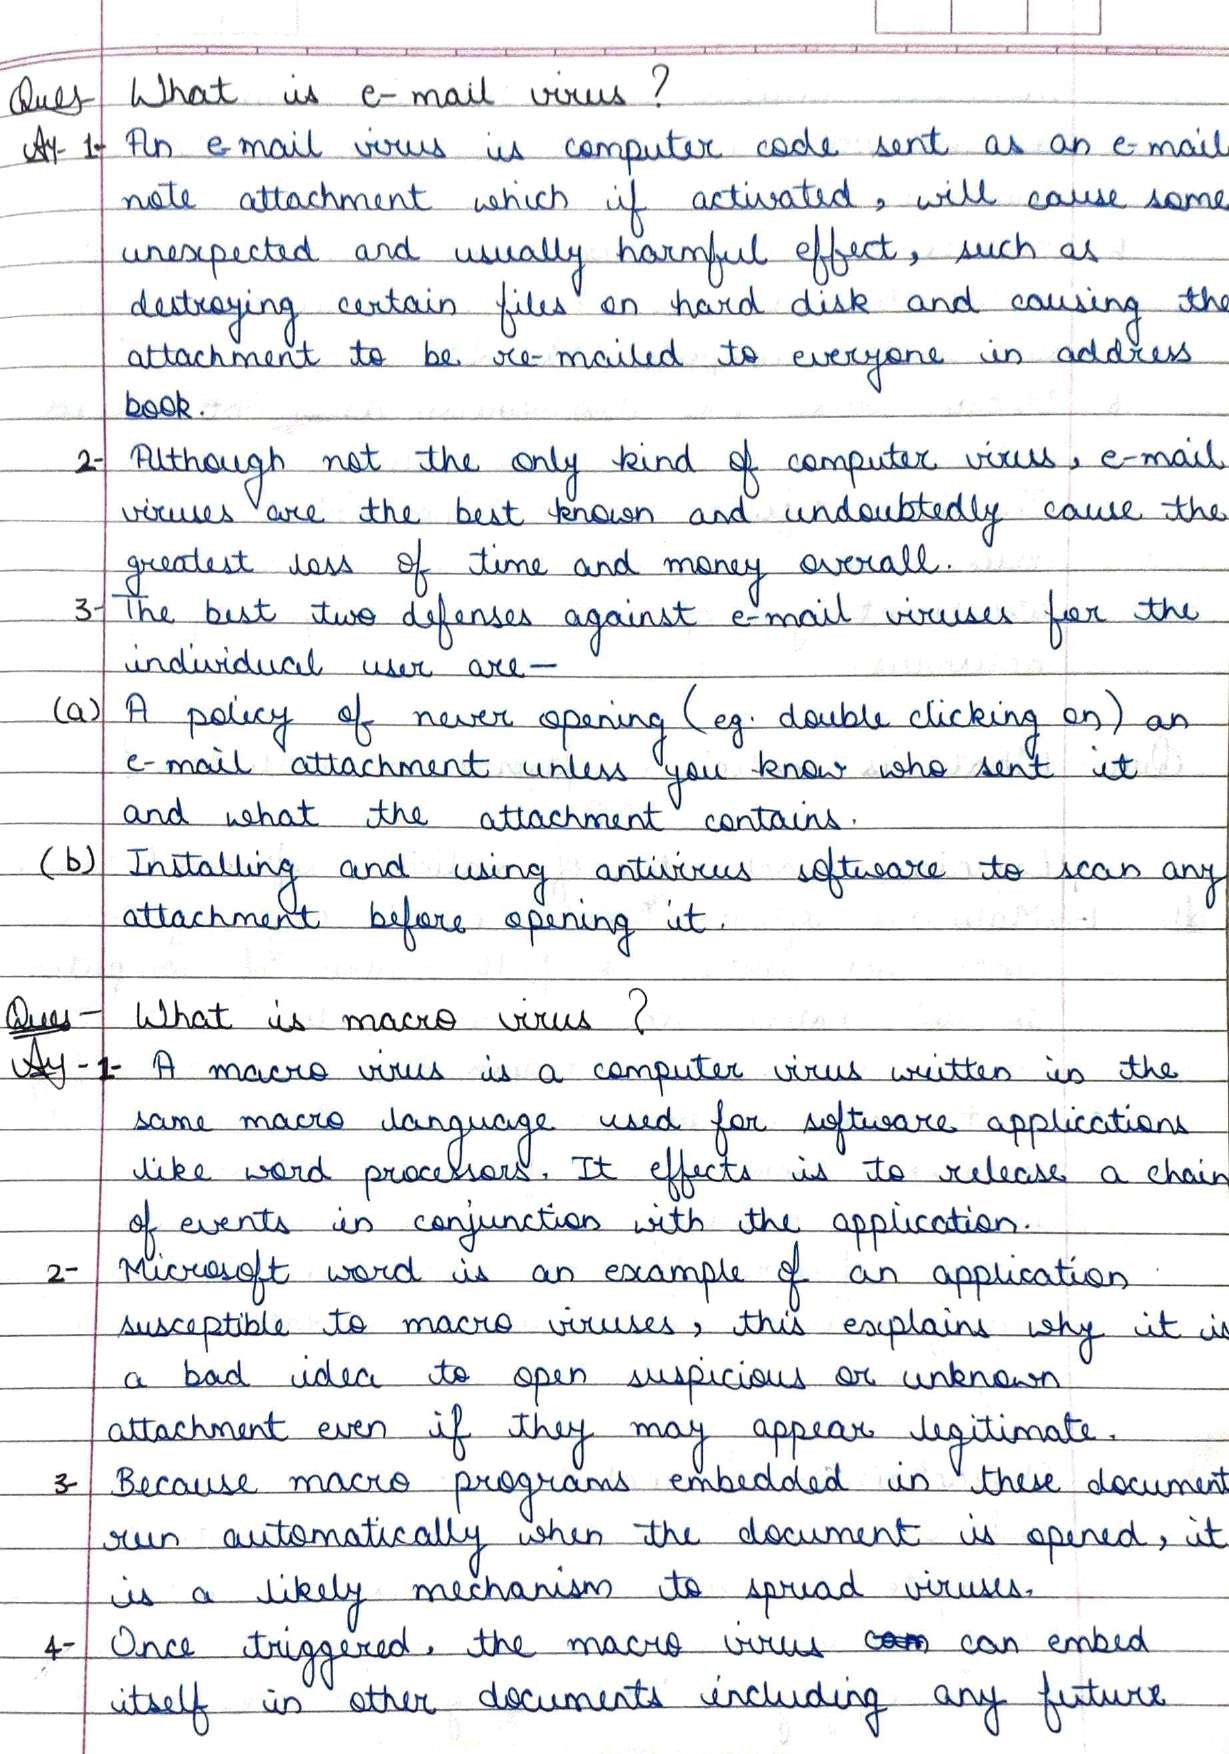 Ques- What is e-mail virus ?
Ans- 1- An e-mail virus is computer code sent as an e-mail
note attachment which if activated, will cause some
unexpected and usually harmful effect, such as
destroying certain files on hard disk and causing the
attachment to be re-mailed to everyone in address
book.
2- Although not the only kind of computer virus, e-mail
viruses are the best known and undoubtedly cause the
greatest loss of time and money overall.
3- The best two defenses against e-mail viruses for the
individual user are-
(a) A policy of never opening (eg. double clicking on) an
e-mail attachment unless you know who sent it
and what the attachment contains.
(b) Installing and using antivirus software to scan any
attachment before opening it.
Ques- What is macro virus ?
Ans - 1- A macro virus is a computer virus written in the
same macro language used for software applications
like word processors. It effects is to release a chain
of events in conjunction with the application.
2- Microsoft word is an example of an application
susceptible to macro viruses, this explains why it is
a bad idea to open suspicious or unknown
attachment even if they may appear legitimate.
3- Because macro programs embedded in these document
run automatically when the document is opened, it
is a likely mechanism to spread viruses.
4- Once triggered, the macro virus can embed
itself in other documents including any future